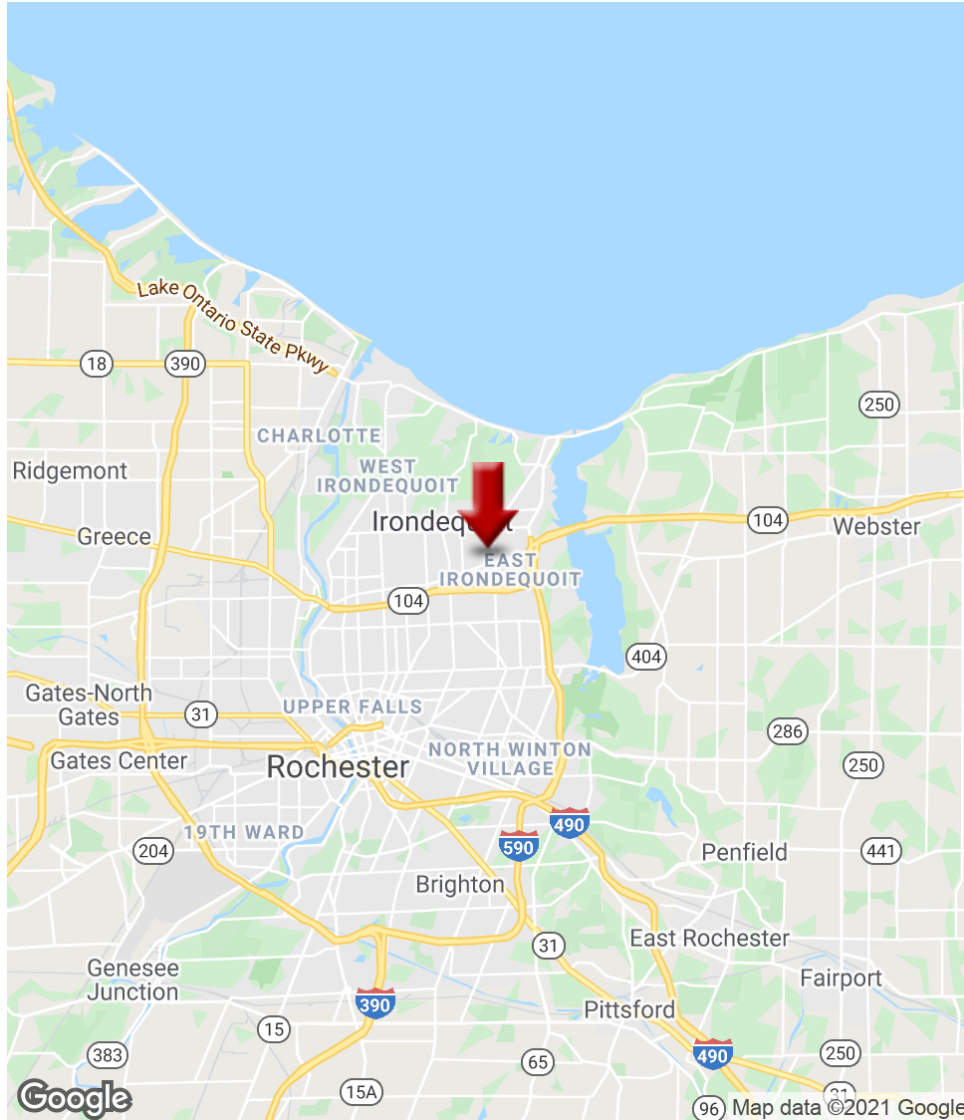 Lake Ontario State Pkwy
18
390
250
CHARLOTTE
WEST
IRONDEQUOIT
Ridgemont
Irondeq t
104
Webster
Greece
EAST
IRONDEQUOIT
104
404
Gates-North
Gates
UPPER FALLS
31
286
NORTH WINTON
VILLAGE
Gates Center
Rochester
250
490
19TH WARD
590
204
Penfield
441
Brighton
31
East Rochester
Genesee
Junction
Fairport
390
Pittsford
15
490
383
65
250
15A
31
Google
96
Map data ©2021 Google